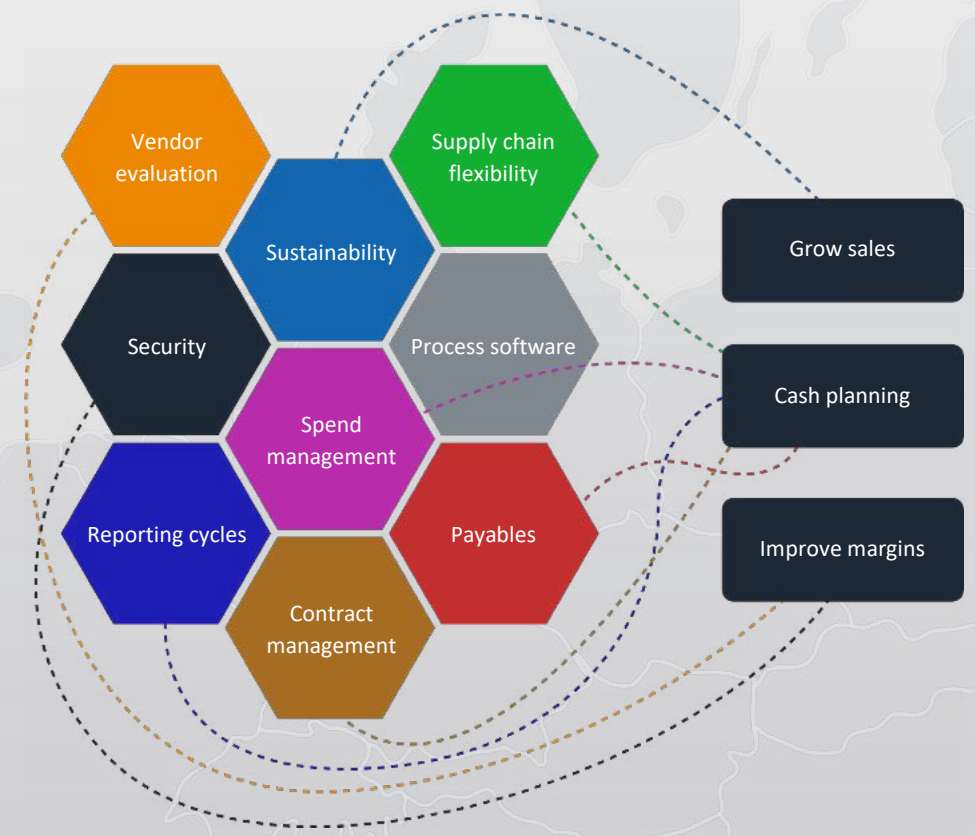 Vendor
evaluation
Supply chain
flexibility
Sustainability
Grow sales
Security
Process software
Cash planning
Spend
management
Reporting cycles
Payables
Improve margins
Contract
management